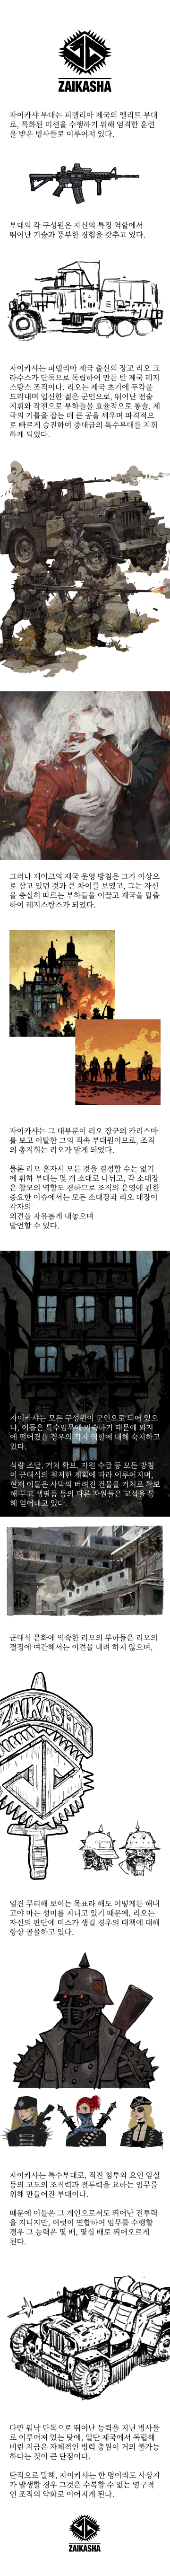 ZAIKASHA
자이카샤 부대는 피델리아 제국의 엘리트 부대
로, 특화된 미션을 수행하기 위해 엄격한 훈련
을 받은 병사들로 이루어져 있다.
부대의 각 구성원은 자신의 특정 역할에서
뛰어난 기술과 풍부한 경험을 갖추고 있다.
자이카샤는 피델리아 제국 출신의 장교 리오 크
라수스가 단독으로 독립하여 만든 반 제국 레지
스탕스 조직이다. 리오는 제국 초기에 두각을
드러내며 입신한 젊은 군인으로, 뛰어난 전술
지휘와 작전으로 부하들을 효율적으로 통솔, 제
국의 기틀을 잡는 데 큰 공을 세우며 파격적으
로 빠르게 승진하여 중대급의 특수부대를 지휘
하게 되었다.
그러나 제이크의 제국 운영 방침은 그가 이상으
로 삼고 있던 것과 큰 차이를 보였고, 그는 자신
을 충실히 따르는 부하들을 이끌고 제국을 탈출
하여 레지스탕스가 되었다.
자이카샤는 그 대부분이 리오 장군의 카리스마
를 보고 이탈한 그의 직속 부대원이므로, 조직
의 총지휘는 리오가 맡게 되었다.
물론 리오 혼자서 모든 것을 결정할 수는 없기
에 휘하 부대는 몇 개 소대로 나뉘고, 각 소대장
은 참모의 역할도 겸하므로 조직의 운영에 관한
중요한 이슈에서는 모든 소대장과 리오 대장이
각자의
의견을 자유롭게 내놓으며
발언할 수 있다.
자이카샤는 모든 구성원이 군인으로 되어 있으
나, 이들은 특수임무에 익숙하기 때문에 외지
에 떨어졌을 경우의 각자 역할에 대해 숙지하고
있다.
식량 조달, 거처 확보, 자원 수급 등 모든 방침
이 군대식의 철저한 계획에 따라 이루어지며,
현재 이들은 사막의 버려진 건물을 거처로 확보
해 두고 생필품 등의 다른 자원들은 교섭을 통
해 얻어내고 있다.
군대식 문화에 익숙한 리오의 부하들은 리오의
결정에 여간해서는 이견을 내려 하지 않으며,
ZAIKASHA
일견 무리해 보이는 목표라 해도 어떻게든 해내
고야 마는 성미를 지니고 있기 때문에, 리오는
자신의 판단에 미스가 생길 경우의 대책에 대해
항상 골몰하고 있다.
자이카샤는 특수부대로, 적진 침투와 요인 암살
등의 고도의 조직력과 전투력을 요하는 임무를
위해 만들어진 부대이다.
때문에 이들은 그 개인으로서도 뛰어난 전투력
을 지니지만, 여럿이 연합하여 임무를 수행할
경우 그 능력은 몇 배, 몇십 배로 뛰어오르게
된다.
다만 워낙 단독으로 뛰어난 능력을 지닌 병사들
로 이루어져 있는 탓에, 일단 제국에서 독립해
버린 지금은 자체적인 병력 충원이 거의 불가능
하다는 것이 큰 단점이다.
단적으로 말해, 자이카샤는 한 명이라도 사상자
가 발생할 경우 그것은 수복할 수 없는 영구적
인 조직의 약화로 이어지게 된다.
ZAIKASHA